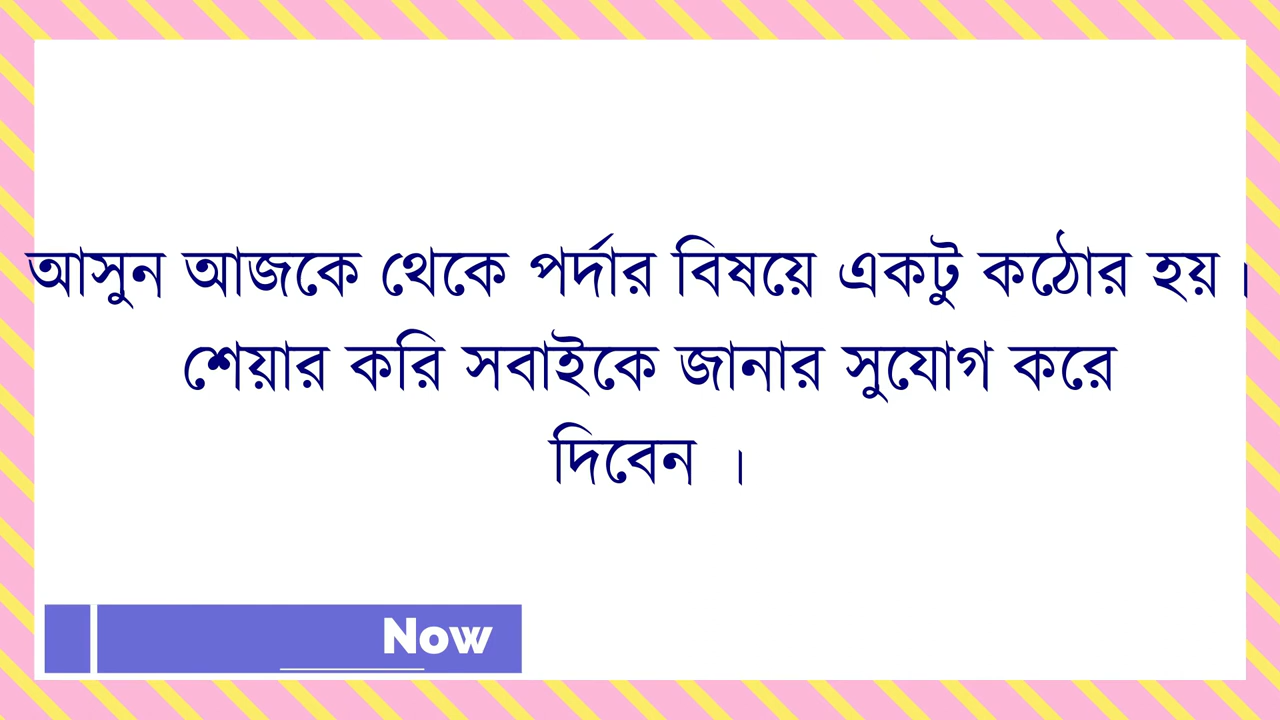 আসুন আজকে থেকে পর্দার বিষয়ে একটু কঠোর হয়।
শেয়ার করি সবাইকে জানার সুযোগ করে
দিবেন ।
Now